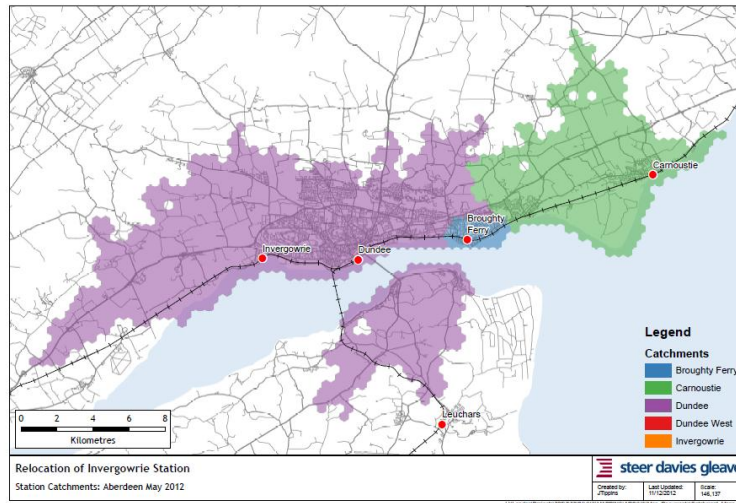 Carnoustie
Broughty
Ferry
Invergowrie
Dundee
Leuchars
Legend
Catchments
Broughty Ferry
Carnoustie
Dundee
Dundee West
Invergowrie
0 2 4 6 8
Kilometres
Relocation of Invergowrie Station
Station Catchments: Aberdeen May 2012
steer davies gleave
Created by: Last Updated: Scale:
JTippins 11/12/2012 146,137